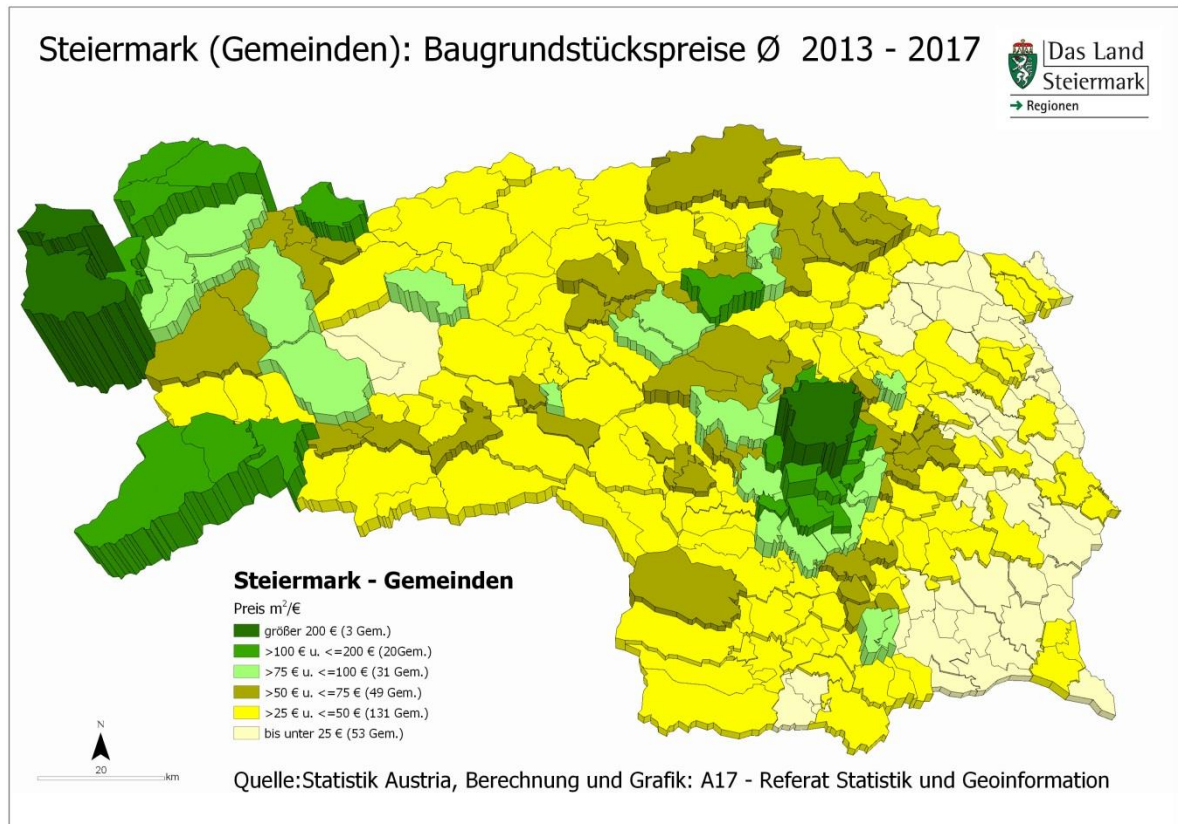 Steiermark (Gemeinden): Baugrundstückspreise Ø 2013 - 2017
Das Land
Steiermark
→ Regionen
Steiermark - Gemeinden
Preis m²/€
größer 200 € (3 Gem.)
>100 € u. <=200 € (20Gem.)
>75 € u. <=100 € (31 Gem.)
>50 € u. <=75 € (49 Gem.)
>25 € u. <=50 € (131 Gem.)
bis unter 25 € (53 Gem.)
N
20
km
Quelle:Statistik Austria, Berechnung und Grafik: A17 - Referat Statistik und Geoinformation